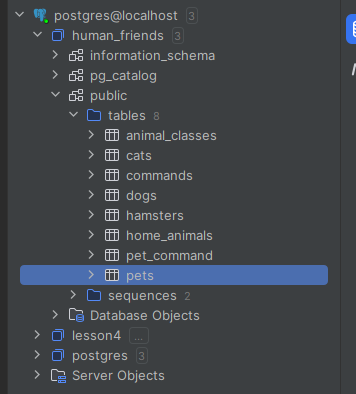 postgres@localhost 3
human_friends 3
information_schema
pg_catalog
public
tables 8
animal_classes
cats
commands
dogs
hamsters
home_animals
pet_command
pets
sequences 2
Database Objects
lesson4 ...
postgres 3
Server Objects